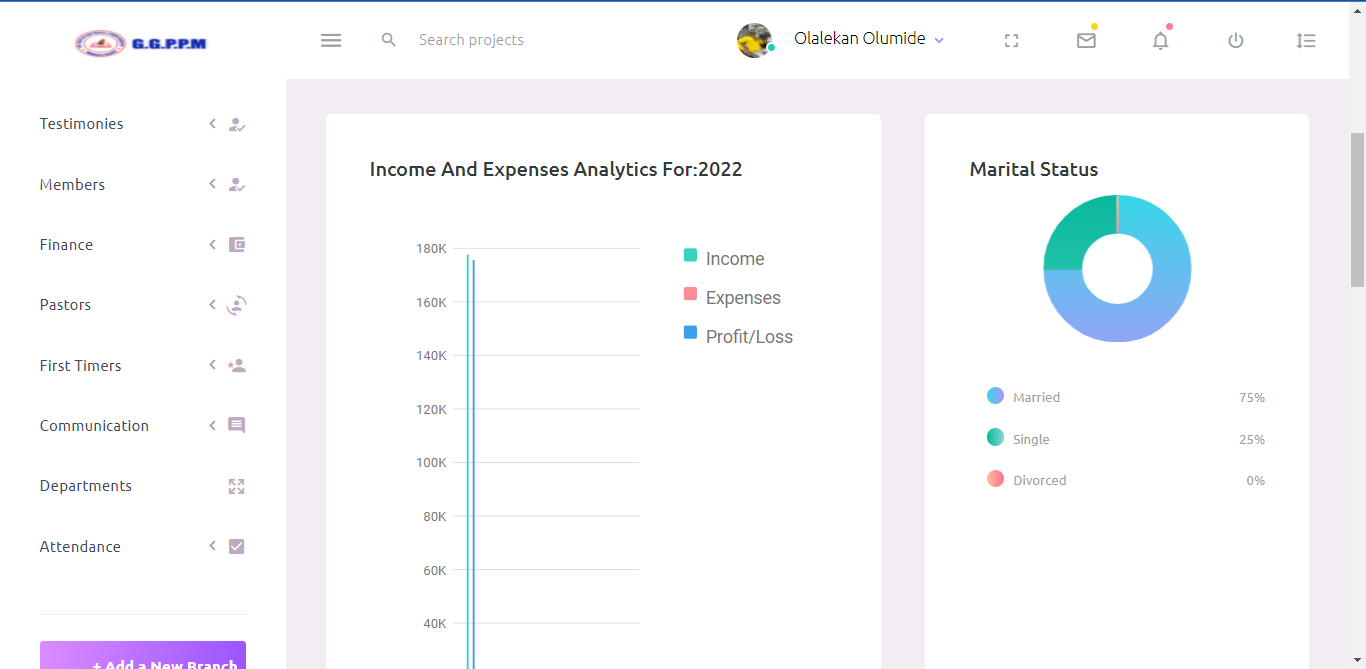 G.G.P.P.M
Search projects
Olalekan Olumide
Testimonies
Members
Finance
Pastors
First Timers
Communication
Departments
Attendance
+ Add a New Branch
Income And Expenses Analytics For:2022
180K
160K
140K
120K
100K
80K
60K
40K
Income
Expenses
Profit/Loss
Marital Status
Married 75%
Single 25%
Divorced 0%